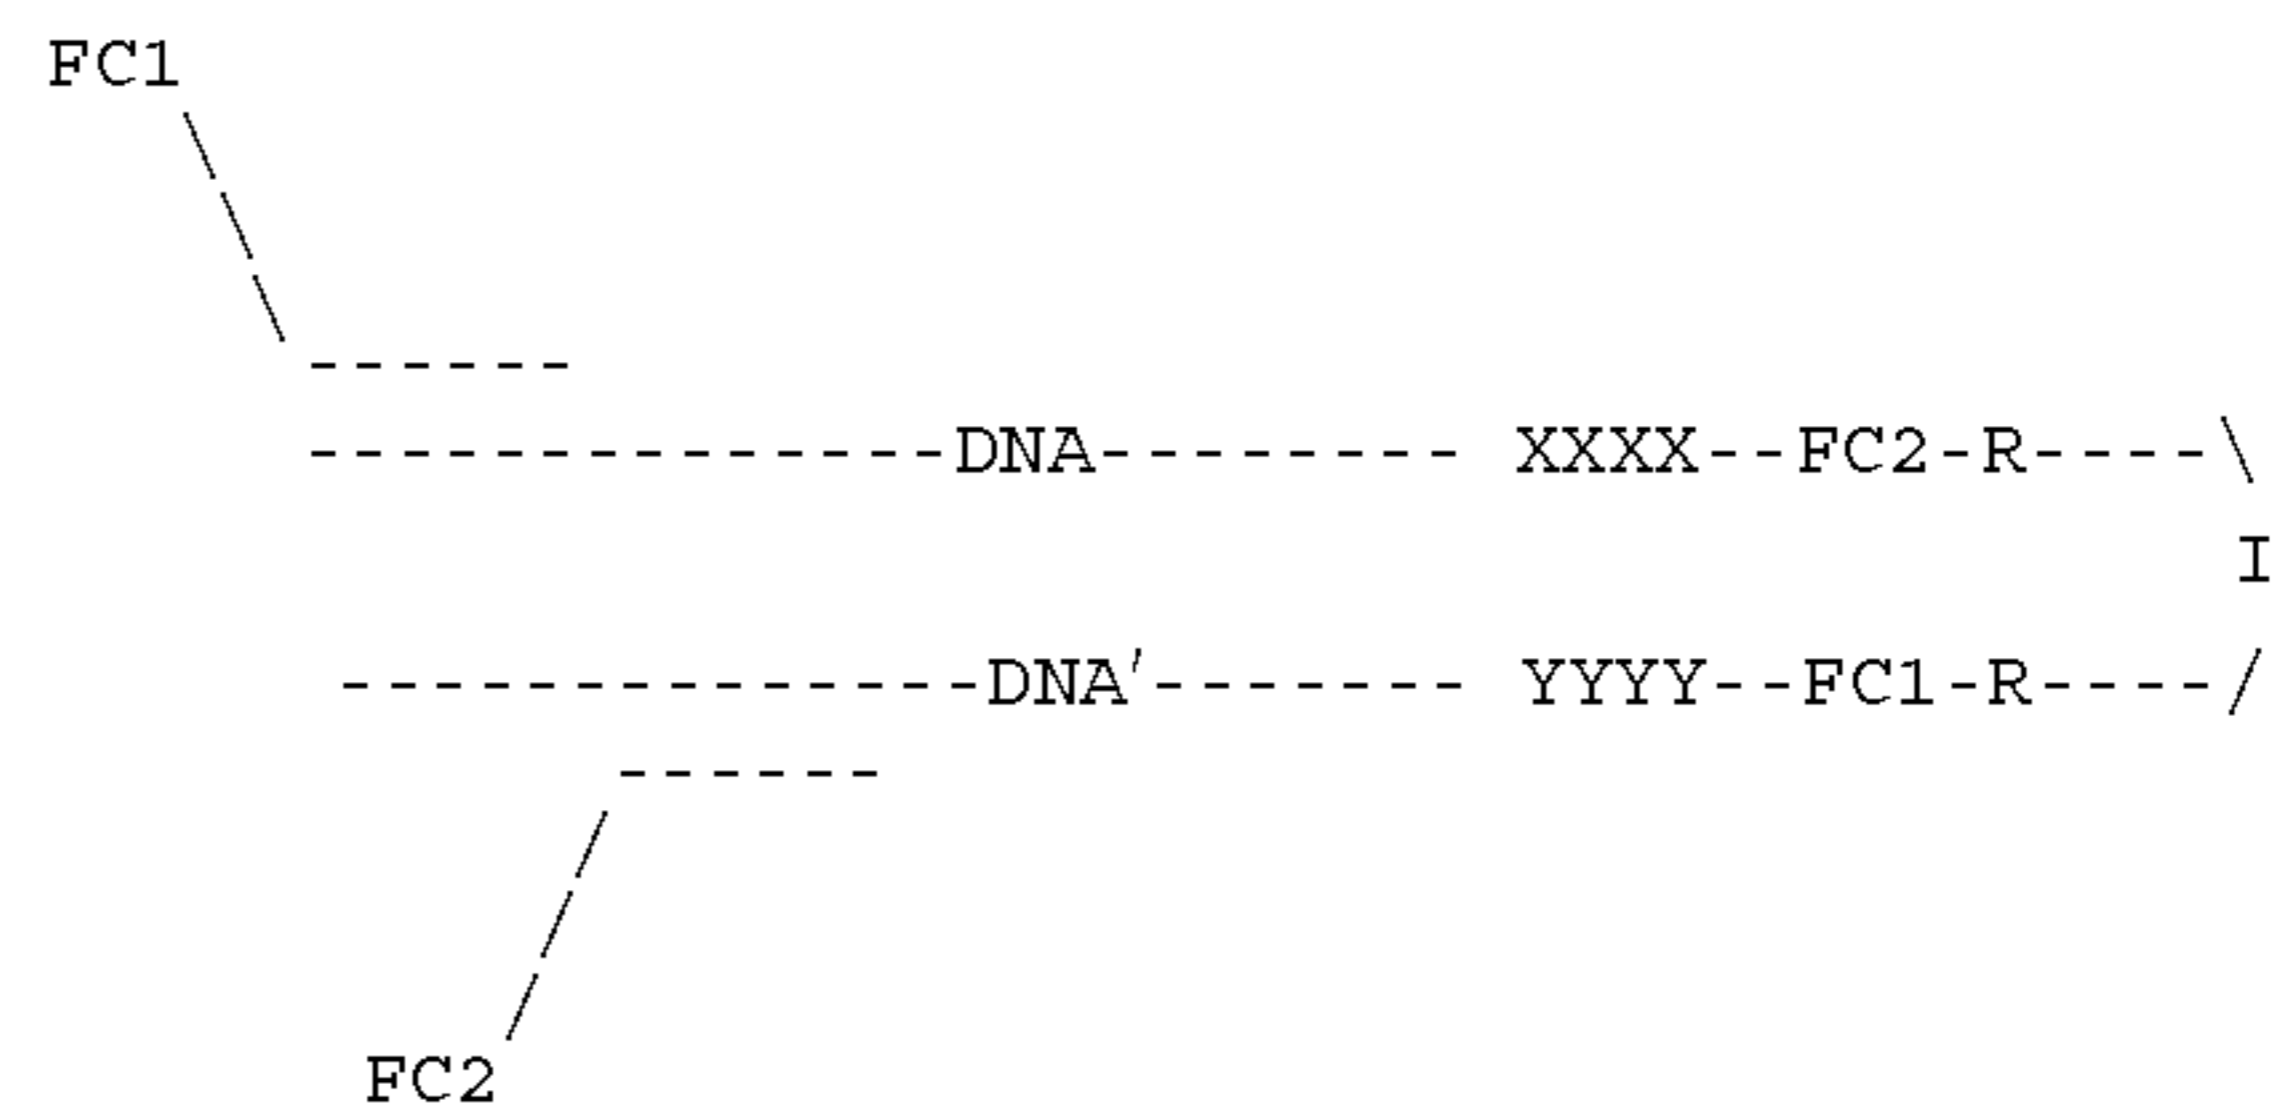 FC1
DNA XXXX--FC2-R
I
DNA' YYYY--FC1-R
FC2